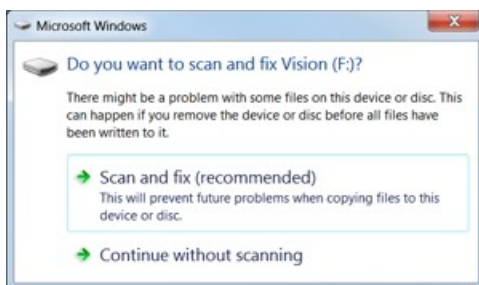 Microsoft Windows
Do you want to scan and fix Vision (F:)?
There might be a problem with some files on this device or disc. This
can happen if you remove the device or disc before all files have
been written to it.
Scan and fix (recommended)
This will prevent future problems when copying files to this
device or disc.
Continue without scanning